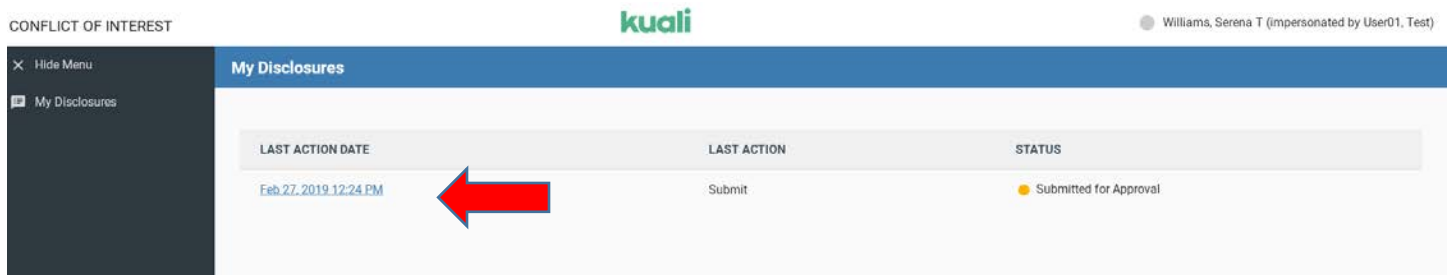 CONFLICT OF INTEREST
kuali
Williams, Serena T (impersonated by User01, Test)
Hide Menu
My Disclosures
My Disclosures
LAST ACTION DATE LAST ACTION STATUS
Feb 27, 2019 12:24 PM Submit Submitted for Approval